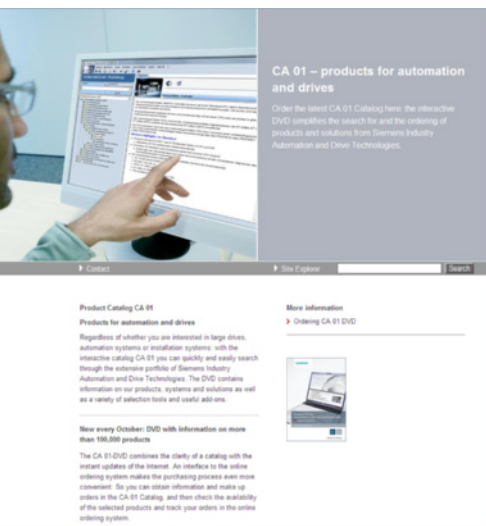 CA 01 – products for automation
and drives
Order the latest CA 01 Catalog here: the interactive
DVD simplifies the search for and the ordering of
products and solutions from Siemens Industry
Automation and Drive Technologies.
Contact
Site Explorer
Search
Product Catalog CA 01
Products for automation and drives
Regardless of whether you are interested in large drives,
automation systems or installation systems: with the
interactive catalog CA 01 you can quickly and easily search
through the extensive portfolio of Siemens Industry
Automation and Drive Technologies. The DVD contains
information on our products, systems and solutions as well
as a variety of selection tools and useful add-ons.
New every October: DVD with information on more
than 100,000 products
The CA 01-DVD combines the clarity of a catalog with the
instant updates of the Internet. An interface to the online
ordering system makes the purchasing process even more
convenient: So you can obtain information and make up
orders in the CA 01 Catalog, and then check the availability
of the selected products and track your orders in the online
ordering system.
More information
Ordering CA 01 DVD